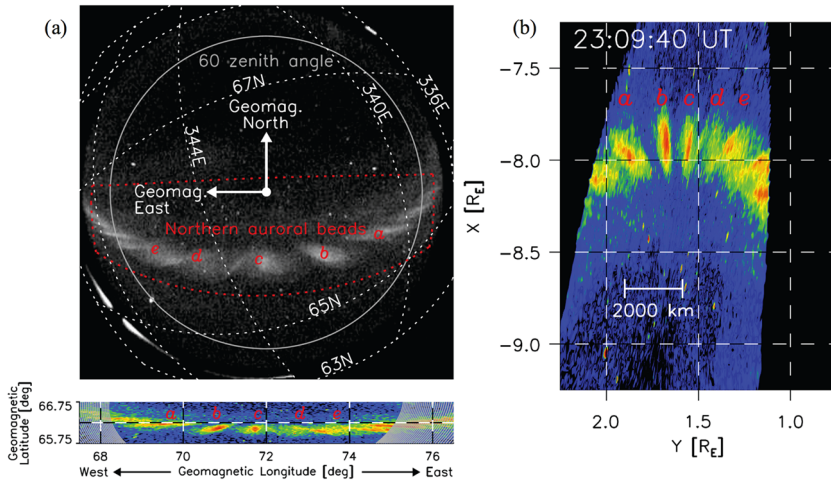 (a)
60 zenith angle
67N
Geomag.
North
340E
336E
344E
Geomag.
East
Northern auroral beads
e d c b a
65N
63N
Geomagnetic
Latitude [deg]
66.75
65.75
a b c d e
68 70 72 74 76
West Geomagnetic Longitude [deg] East
(b)
23:09:40 UT
a b c d e
X [RE]
-7.5
-8.0
-8.5
-9.0
2000 km
2.0 1.5 1.0
Y [RE]